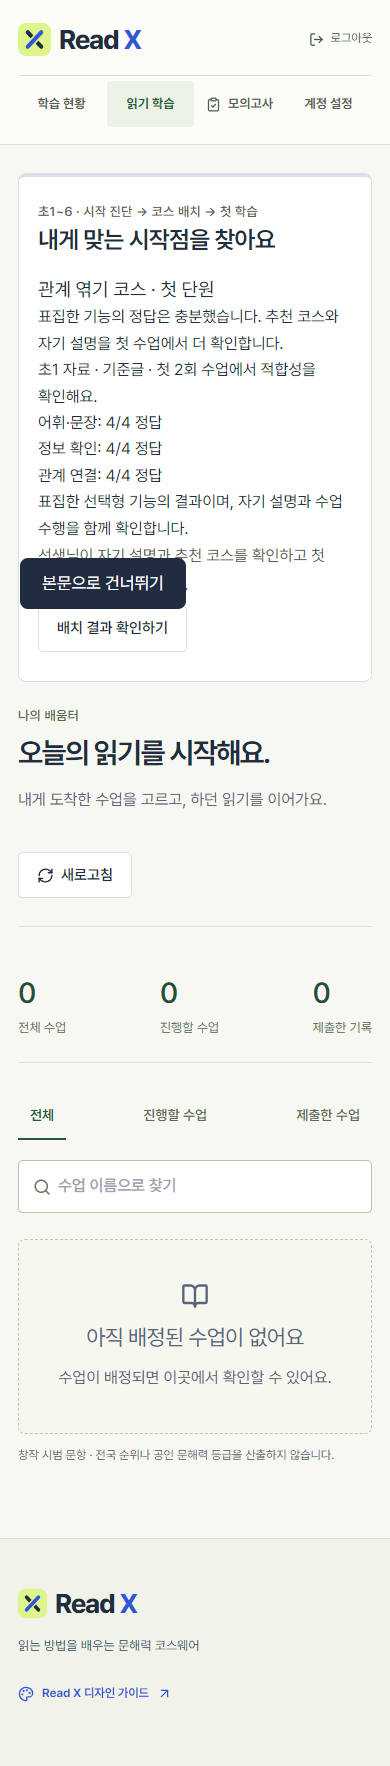 Read X
로그아웃
학습 현황
읽기 학습
모의고사
계정 설정
초1~6 · 시작 진단 → 코스 배치 → 첫 학습
내게 맞는 시작점을 찾아요
관계 엮기 코스 · 첫 단원
표집한 기능의 정답은 충분했습니다. 추천 코스와
자기 설명을 첫 수업에서 더 확인합니다.
초1 자료 · 기준글 · 첫 2회 수업에서 적합성을
확인해요.
어휘·문장: 4/4 정답
정보 확인: 4/4 정답
관계 연결: 4/4 정답
표집한 선택형 기능의 결과이며, 자기 설명과 수업
수행을 함께 확인합니다.
선생님이 자기 설명과 추천 코스를 확인하고 첫
본문으로 건너뛰기
배치 결과 확인하기
나의 배움터
오늘의 읽기를 시작해요.
내게 도착한 수업을 고르고, 하던 읽기를 이어가요.
새로고침
0
0
0
전체 수업
진행할 수업
제출한 기록
전체
진행할 수업
제출한 수업
수업 이름으로 찾기
아직 배정된 수업이 없어요
수업이 배정되면 이곳에서 확인할 수 있어요.
창작 시범 문항 · 전국 순위나 공인 문해력 등급을 산출하지 않습니다.
Read X
읽는 방법을 배우는 문해력 코스웨어
Read X 디자인 가이드